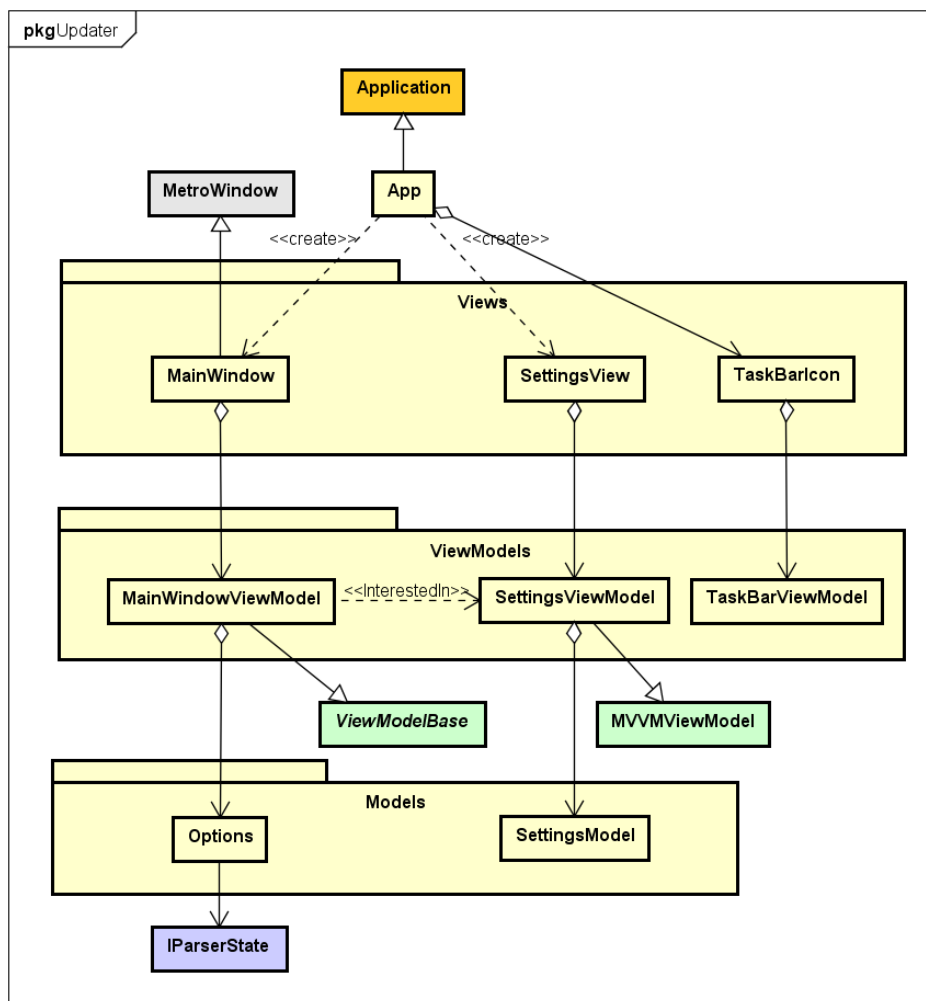 pkgUpdater
Application
MetroWindow
App
<<create>>
<<create>>
Views
MainWindow
SettingsView
TaskBarIcon
ViewModels
MainWindowViewModel
<<InterestedIn>>
SettingsViewModel
TaskBarViewModel
ViewModelBase
MVVMViewModel
Models
Options
SettingsModel
IParserState